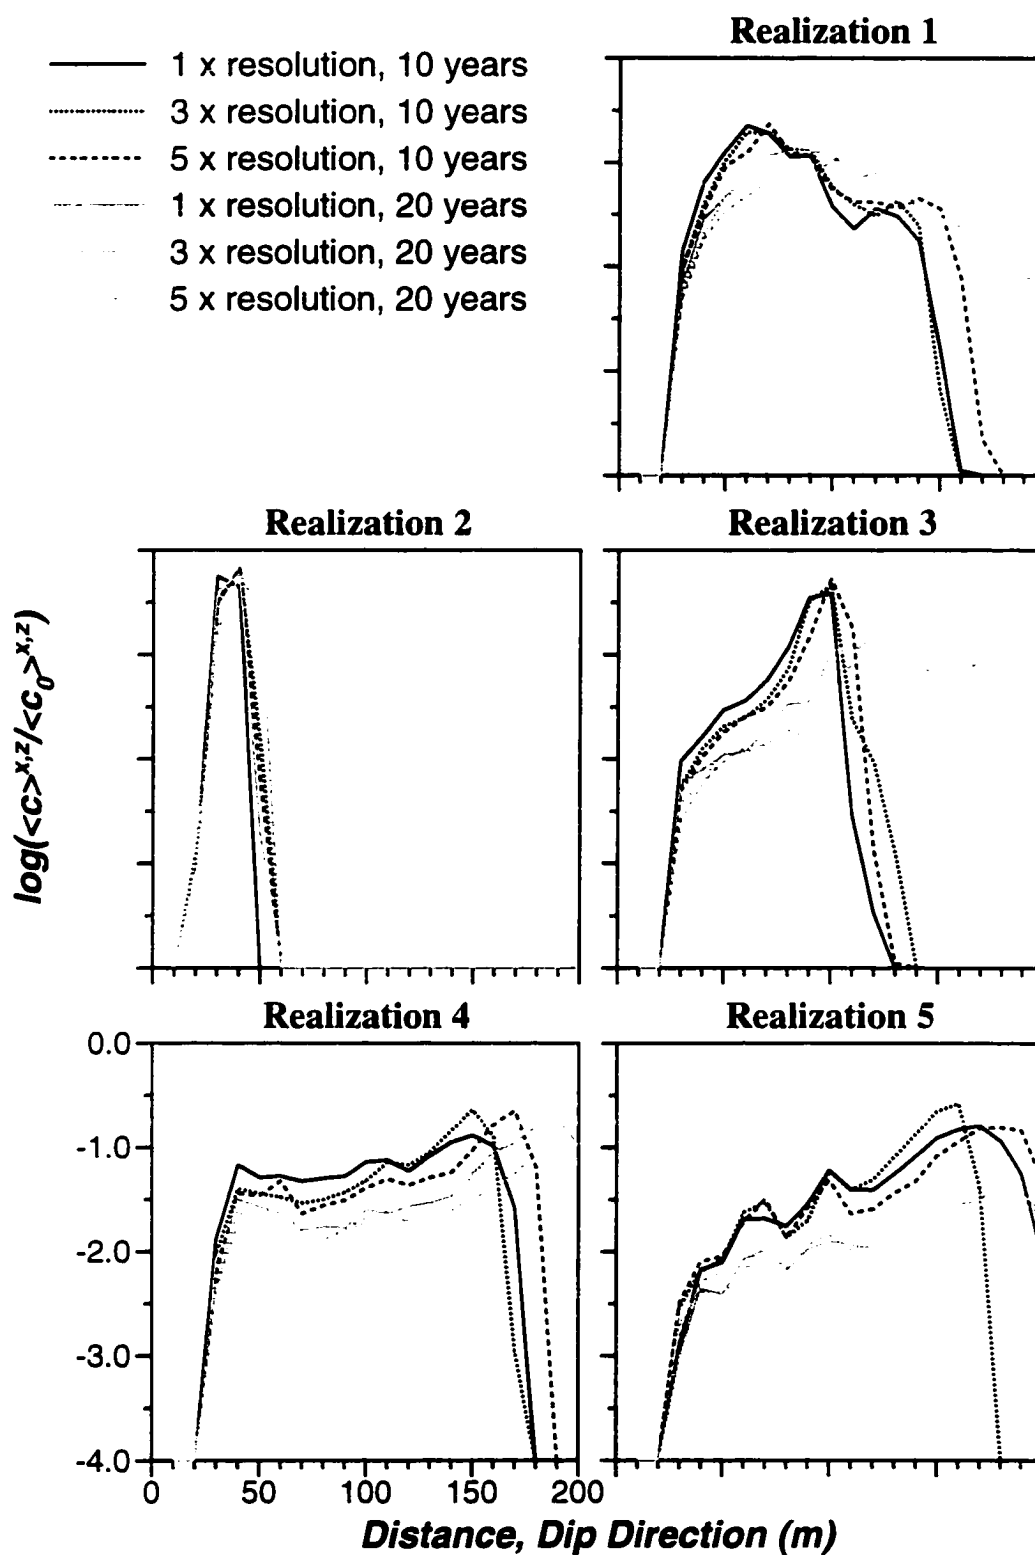 Realization 1
1 x resolution, 10 years
3 x resolution, 10 years
5 x resolution, 10 years
1 x resolution, 20 years
3 x resolution, 20 years
5 x resolution, 20 years
Realization 2
Realization 3
log(<c>^x,z/<c_0>^x,z)
Realization 4
Realization 5
0.0
-1.0
-2.0
-3.0
-4.0
0 50 100 150 200
Distance, Dip Direction (m)